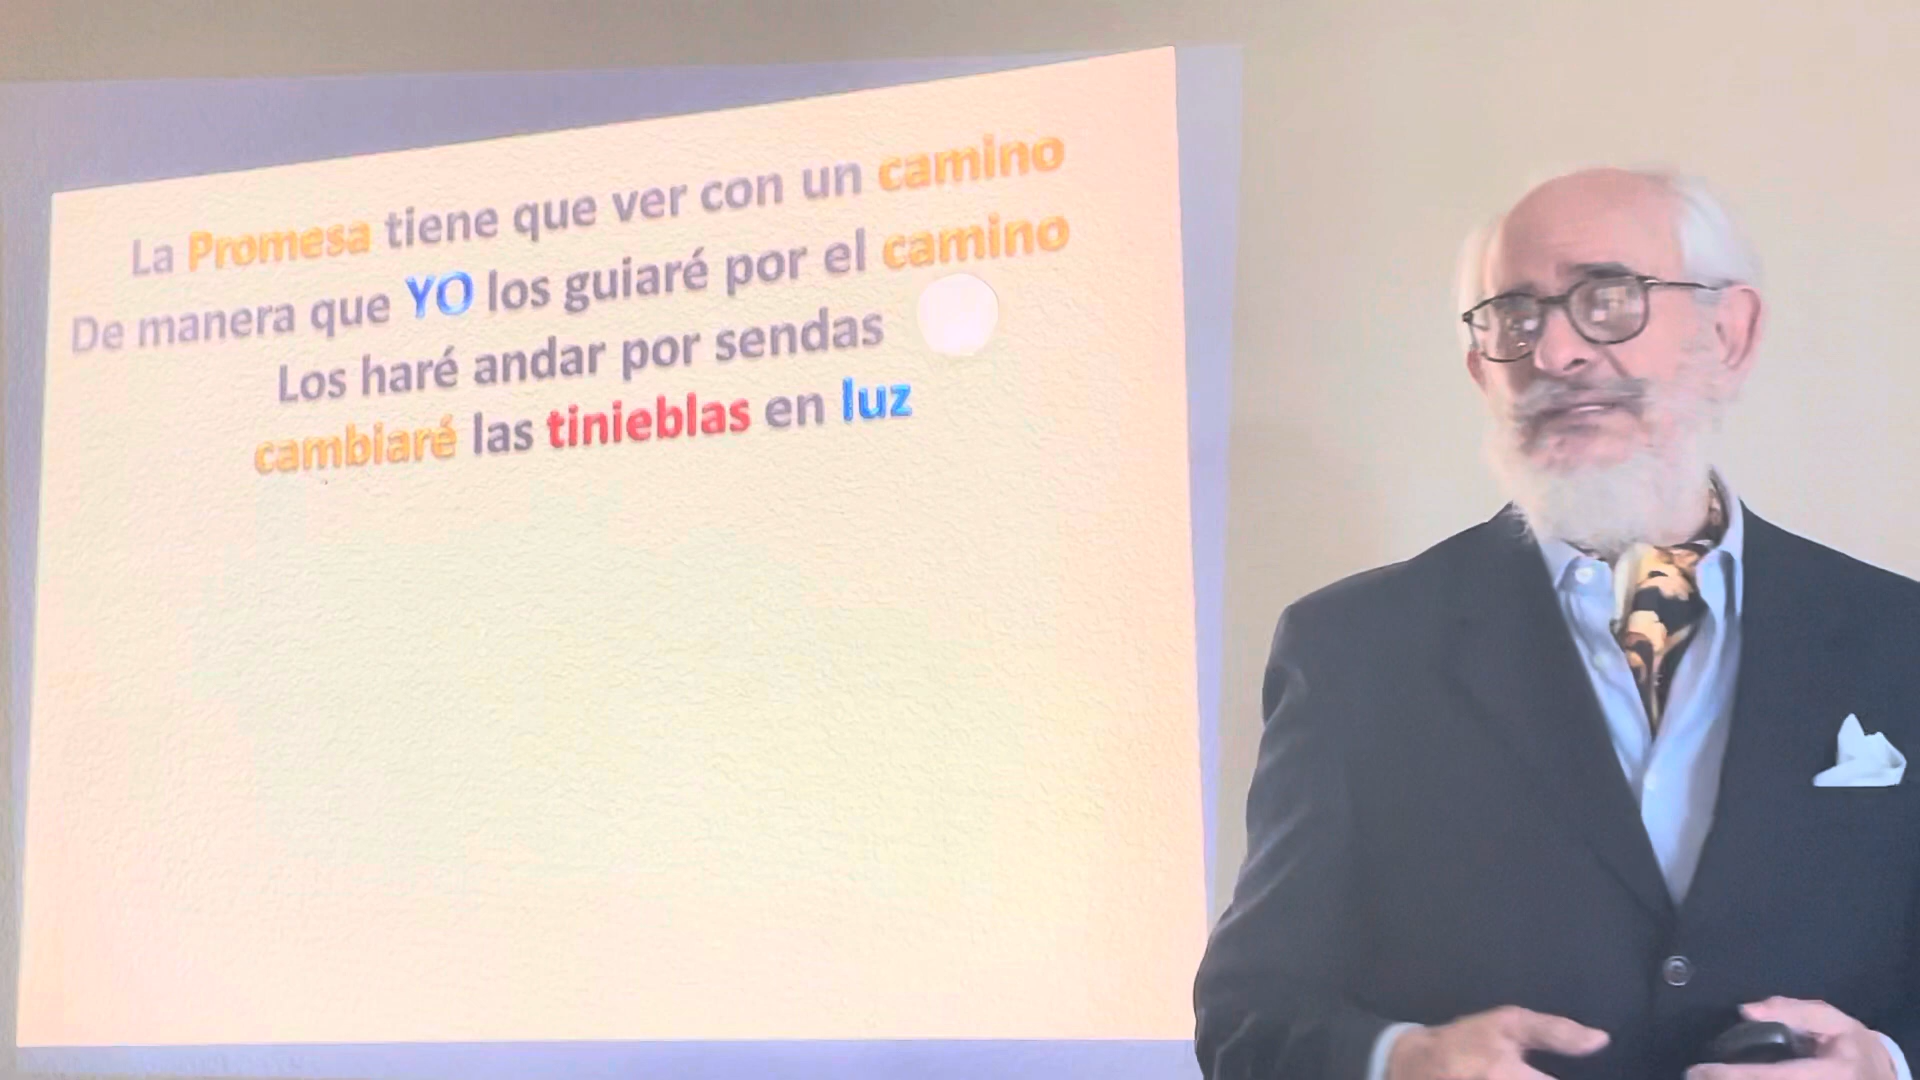 La Promesa tiene que ver con un camino
De manera que YO los guiaré por el camino
Los haré andar por sendas
cambiaré las tinieblas en luz